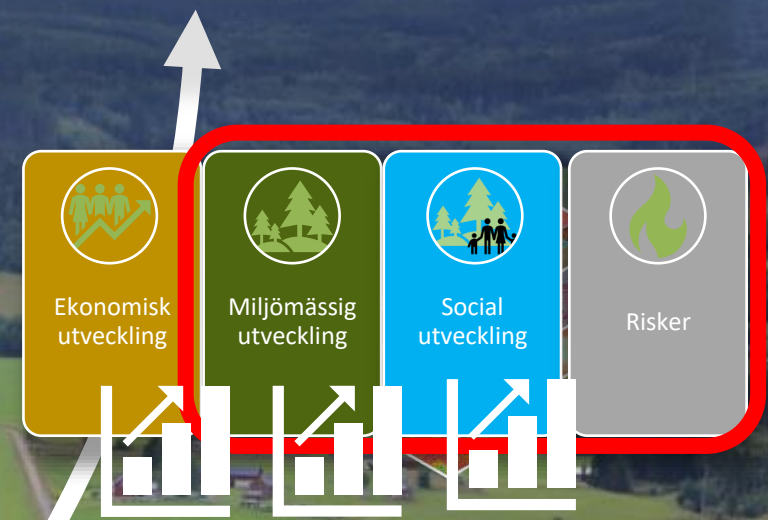 Ekonomisk
utveckling
Miljömässig
utveckling
Social
utveckling
Risker